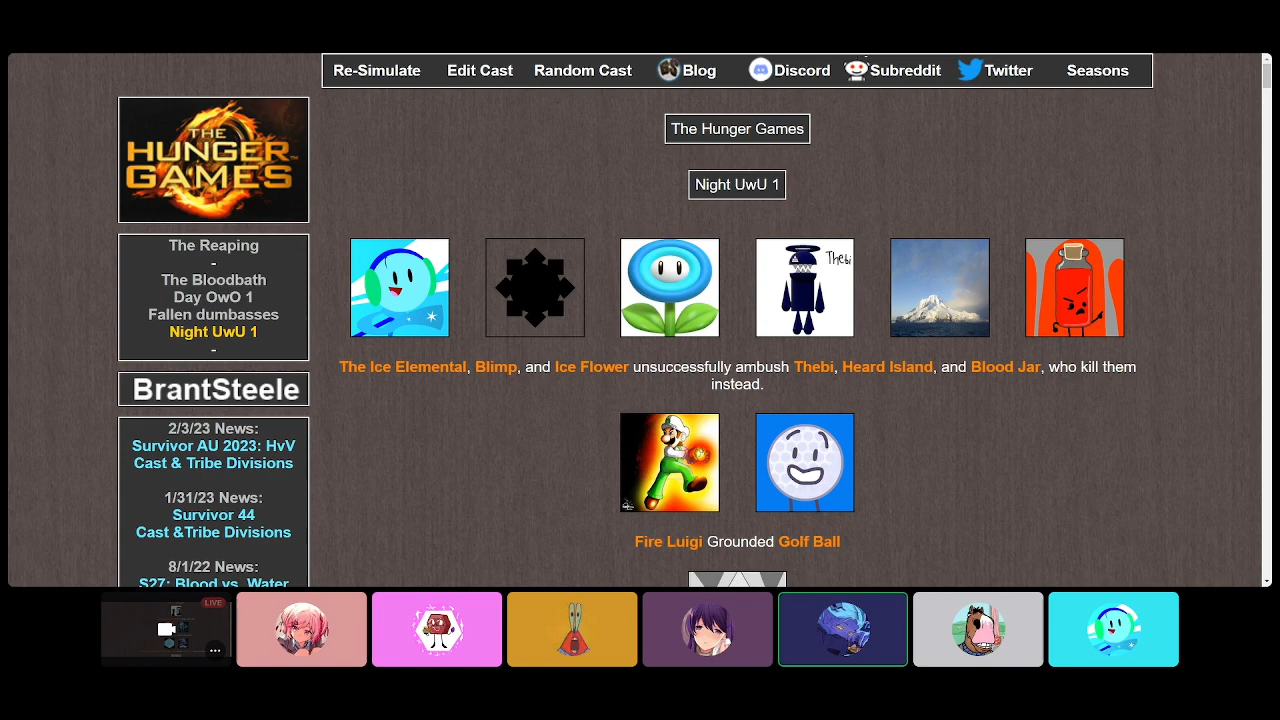 Re-Simulate Edit Cast Random Cast Blog Discord Subreddit Twitter Seasons
THE
HUNGER
GAMES
The Hunger Games
Night UwU 1
The Reaping
-
The Bloodbath
Day OwO 1
Fallen dumbasses
Night UwU 1
-
Thebi
The Ice Elemental, Blimp, and Ice Flower unsuccessfully ambush Thebi, Heard Island, and Blood Jar, who kill them
instead.
BrantSteele
2/3/23 News:
Survivor AU 2023: HvV
Cast & Tribe Divisions
1/31/23 News:
Survivor 44
Cast &Tribe Divisions
8/1/22 News:
S27: Blood vs. Water
Fire Luigi Grounded Golf Ball
LIVE